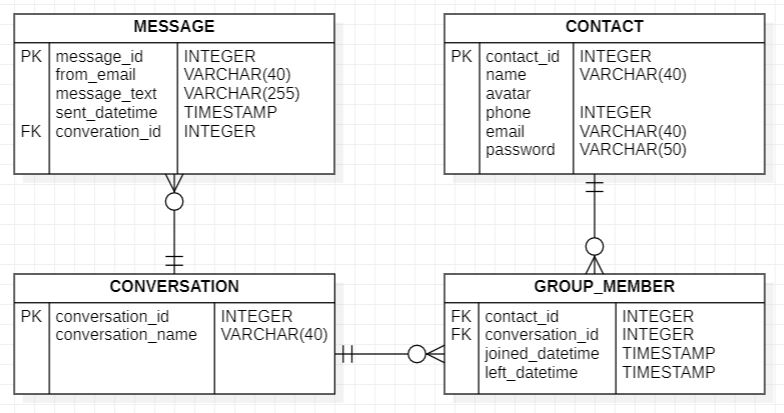 MESSAGE
PK message_id INTEGER
from_email VARCHAR(40)
message_text VARCHAR(255)
sent_datetime TIMESTAMP
FK converation_id INTEGER
CONTACT
PK contact_id INTEGER
name VARCHAR(40)
avatar
phone INTEGER
email VARCHAR(40)
password VARCHAR(50)
CONVERSATION
PK conversation_id INTEGER
conversation_name VARCHAR(40)
GROUP_MEMBER
FK contact_id INTEGER
FK conversation_id INTEGER
joined_datetime TIMESTAMP
left_datetime TIMESTAMP